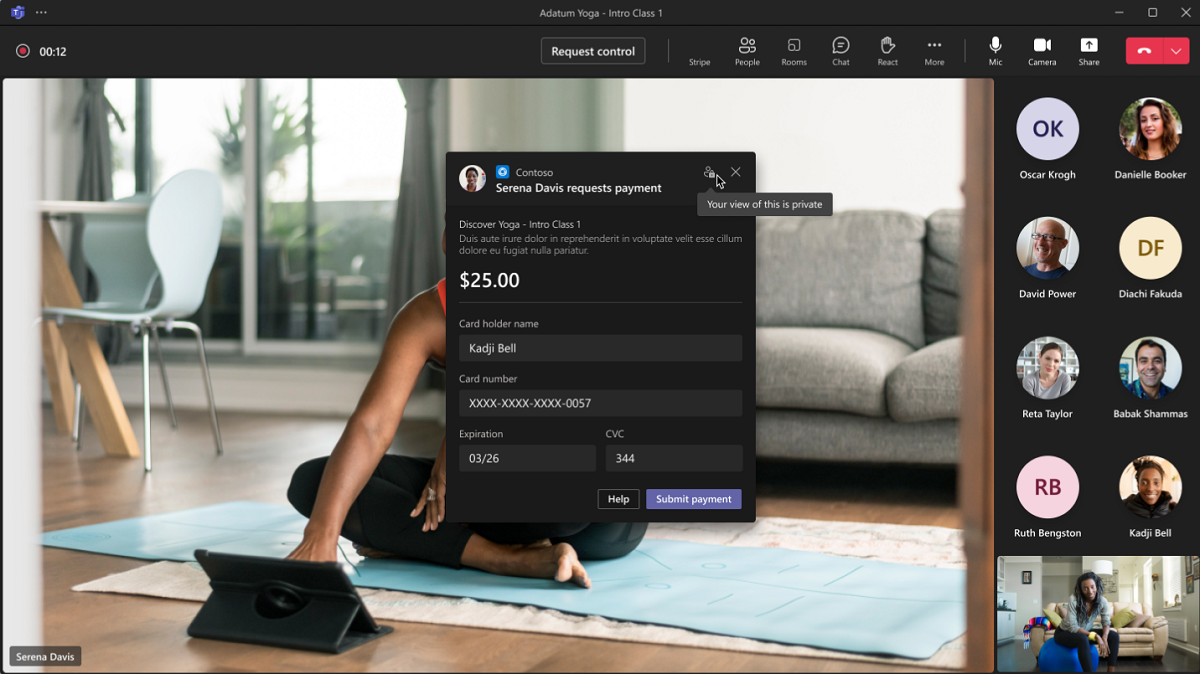 Adatum Yoga - Intro Class 1
00:12
Request control
Stripe
People
Rooms
Chat
React
More
Mic
Camera
Share
Contoso
Serena Davis requests payment
Your view of this is private
Discover Yoga - Intro Class 1
Duis aute irure dolor in reprehenderit in voluptate velit esse cillum
dolore eu fugiat nulla pariatur.
$25.00
Card holder name
Kadji Bell
Card number
XXXX-XXXX-XXXX-0057
Expiration
CVC
03/26
344
Help
Submit payment
OK
Oscar Krogh
Danielle Booker
David Power
DF
Diachi Fakuda
Reta Taylor
Babak Shammas
RB
Ruth Bengston
Kadji Bell
Serena Davis